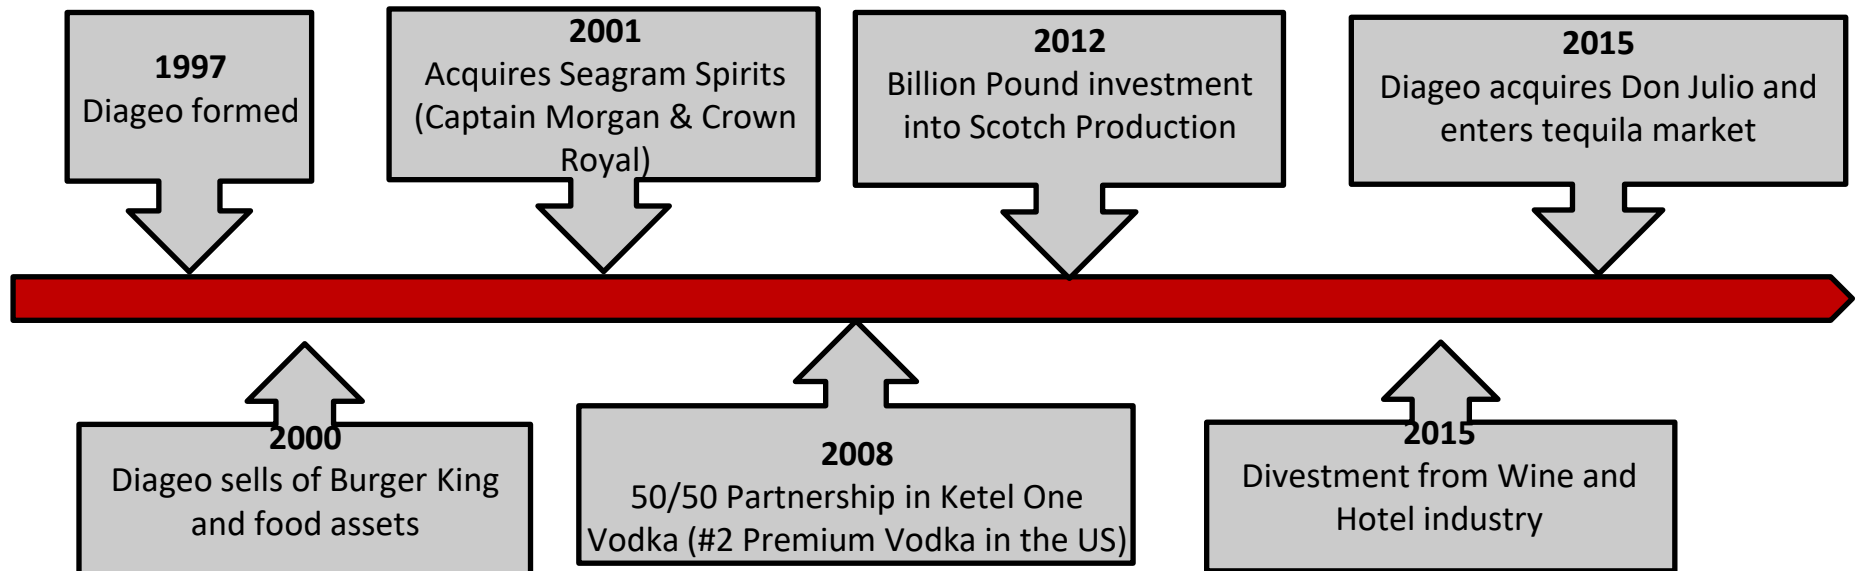 1997
Diageo formed
2001
Acquires Seagram Spirits
(Captain Morgan & Crown
Royal)
2012
Billion Pound investment
into Scotch Production
2015
Diageo acquires Don Julio and
enters tequila market
2000
Diageo sells of Burger King
and food assets
2008
50/50 Partnership in Ketel One
Vodka (#2 Premium Vodka in the US)
2015
Divestment from Wine and
Hotel industry